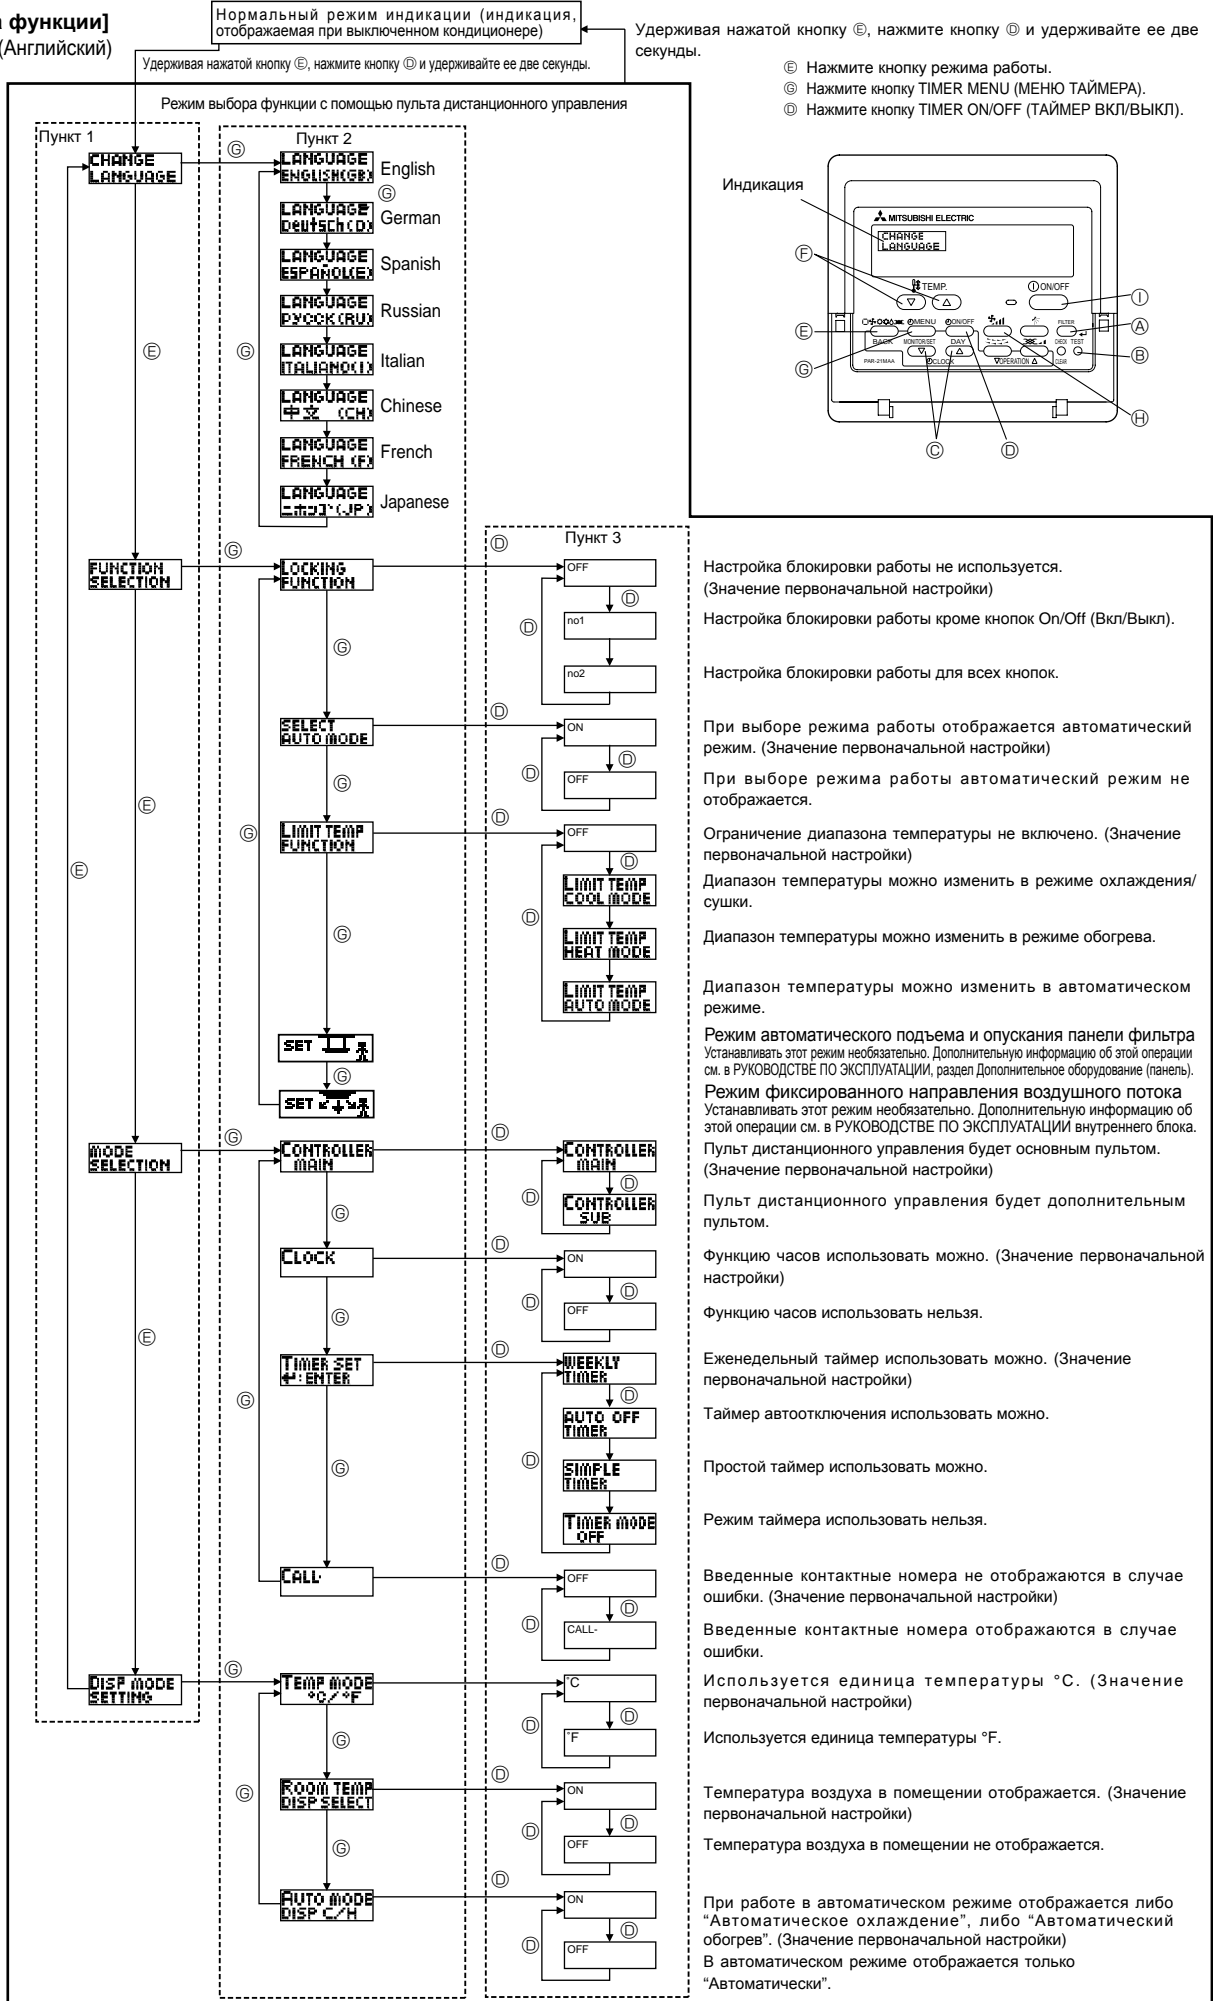 а функции]
(Английский)
Нормальный режим индикации (индикация,
отображаемая при выключенном кондиционере)
Удерживая нажатой кнопку Ⓔ, нажмите кнопку Ⓓ и удерживайте ее две секунды.
Удерживая нажатой кнопку Ⓔ, нажмите кнопку Ⓓ и удерживайте ее две
секунды.
Ⓔ Нажмите кнопку режима работы.
Ⓖ Нажмите кнопку TIMER MENU (МЕНЮ ТАЙМЕРА).
Ⓓ Нажмите кнопку TIMER ON/OFF (ТАЙМЕР ВКЛ/ВЫКЛ).
Режим выбора функции с помощью пульта дистанционного управления
Пункт 1
Пункт 2
CHANGE
LANGUAGE
Ⓖ
LANGUAGE
ENGLISH(GB)
English
Ⓖ
LANGUAGE
Deutsch(D)
German
LANGUAGE
ESPAÑOL(E)
Spanish
LANGUAGE
РУССК(RU)
Russian
Ⓔ
Ⓖ
LANGUAGE
ITALIANO(I)
Italian
LANGUAGE
中文 (CH)
Chinese
LANGUAGE
FRENCH (F)
French
LANGUAGE
ニホンゴ(JP)
Japanese
Индикация
MITSUBISHI ELECTRIC
CHANGE
LANGUAGE
Ⓕ
TEMP.
ON/OFF
Ⓘ
Ⓔ
MENU
ON/OFF
FILTER
Ⓐ
BACK
MONITOR/SET
DAY
CHECK
TEST
Ⓑ
PAR-21MAA
CLOCK
OPERATION
CLEAR
Ⓖ
Ⓗ
Ⓒ
Ⓓ
Пункт 3
FUNCTION
SELECTION
Ⓖ
LOCKING
FUNCTION
Ⓓ
OFF
Настройка блокировки работы не используется.
(Значение первоначальной настройки)
Ⓓ
Ⓓ
no1
Настройка блокировки работы кроме кнопок On/Off (Вкл/Выкл).
Ⓖ
no2
Настройка блокировки работы для всех кнопок.
SELECT
AUTO MODE
Ⓓ
ON
При выборе режима работы отображается автоматический
режим. (Значение первоначальной настройки)
Ⓓ
Ⓓ
Ⓖ
OFF
При выборе режима работы автоматический режим не
отображается.
Ⓔ
Ⓖ
LIMIT TEMP
FUNCTION
Ⓓ
OFF
Ограничение диапазона температуры не включено. (Значение
первоначальной настройки)
Ⓔ
Ⓓ
LIMIT TEMP
COOL MODE
Диапазон температуры можно изменить в режиме охлаждения/
сушки.
Ⓓ
Ⓖ
LIMIT TEMP
HEAT MODE
Диапазон температуры можно изменить в режиме обогрева.
LIMIT TEMP
AUTO MODE
Диапазон температуры можно изменить в автоматическом
режиме.
SET
Режим автоматического подъема и опускания панели фильтра
Устанавливать этот режим необязательно. Дополнительную информацию об этой операции
см. в РУКОВОДСТВЕ ПО ЭКСПЛУАТАЦИИ, раздел Дополнительное оборудование (панель).
Ⓖ
SET
Режим фиксированного направления воздушного потока
Устанавливать этот режим необязательно. Дополнительную информацию об
этой операции см. в РУКОВОДСТВЕ ПО ЭКСПЛУАТАЦИИ внутреннего блока.
MODE
SELECTION
Ⓖ
CONTROLLER
MAIN
Ⓓ
CONTROLLER
MAIN
Пульт дистанционного управления будет основным пультом.
(Значение первоначальной настройки)
Ⓓ
Ⓓ
Ⓖ
CONTROLLER
SUB
Пульт дистанционного управления будет дополнительным
пультом.
CLOCK
Ⓓ
ON
Функцию часов использовать можно. (Значение первоначальной
настройки)
Ⓓ
Ⓓ
Ⓖ
OFF
Функцию часов использовать нельзя.
Ⓔ
TIMER SET
↵:ENTER
Ⓓ
WEEKLY
TIMER
Еженедельный таймер использовать можно. (Значение
первоначальной настройки)
Ⓖ
Ⓓ
AUTO OFF
TIMER
Таймер автоотключения использовать можно.
Ⓓ
Ⓖ
SIMPLE
TIMER
Простой таймер использовать можно.
TIMER MODE
OFF
Режим таймера использовать нельзя.
CALL-
Ⓓ
OFF
Введенные контактные номера не отображаются в случае
ошибки. (Значение первоначальной настройки)
Ⓓ
Ⓓ
CALL-
Введенные контактные номера отображаются в случае
ошибки.
DISP MODE
SETTING
Ⓖ
TEMP MODE
°C/°F
Ⓓ
°C
Используется единица температуры °C. (Значение
первоначальной настройки)
Ⓓ
Ⓓ
Ⓖ
°F
Используется единица температуры °F.
Ⓖ
ROOM TEMP
DISP SELECT
Ⓓ
ON
Температура воздуха в помещении отображается. (Значение
первоначальной настройки)
Ⓓ
Ⓓ
Ⓖ
OFF
Температура воздуха в помещении не отображается.
AUTO MODE
DISP C/H
Ⓓ
ON
При работе в автоматическом режиме отображается либо
“Автоматическое охлаждение”, либо “Автоматический
обогрев”. (Значение первоначальной настройки)
Ⓓ
Ⓓ
OFF
В автоматическом режиме отображается только
“Автоматически”.